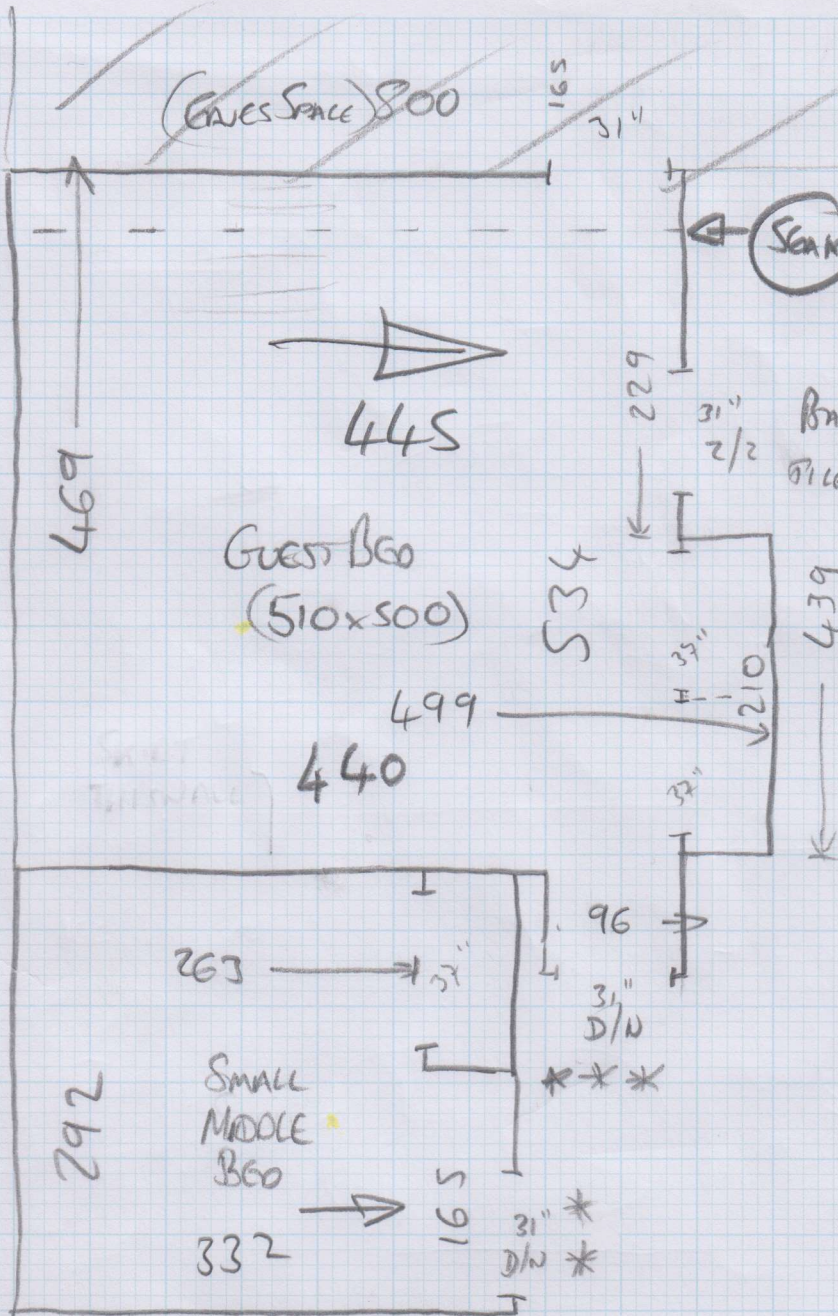 (EAVES SPACE) 800
165
31"
SEAM
445
229
31"
2/2
469
GUEST BED
(510x500)
534
439
37"
210
499
440
37"
96
263
37"
31"
D/N
* * *
292
SMALL
MIDDLE
BED
165
31" *
D/N *
332